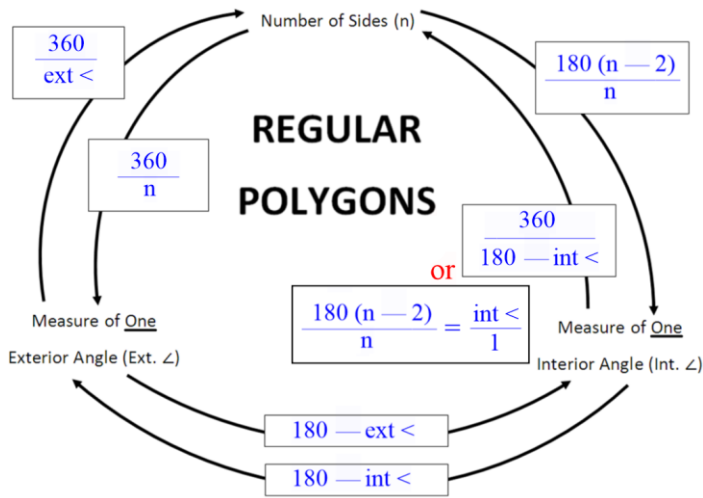 Number of Sides (n)
360
ext <
180 (n — 2)
n
REGULAR
360
n
POLYGONS
360
180 — int <
or
180 (n — 2)
n
=
int <
1
Measure of One
Exterior Angle (Ext. ∠)
Measure of One
Interior Angle (Int. ∠)
180 — ext <
180 — int <